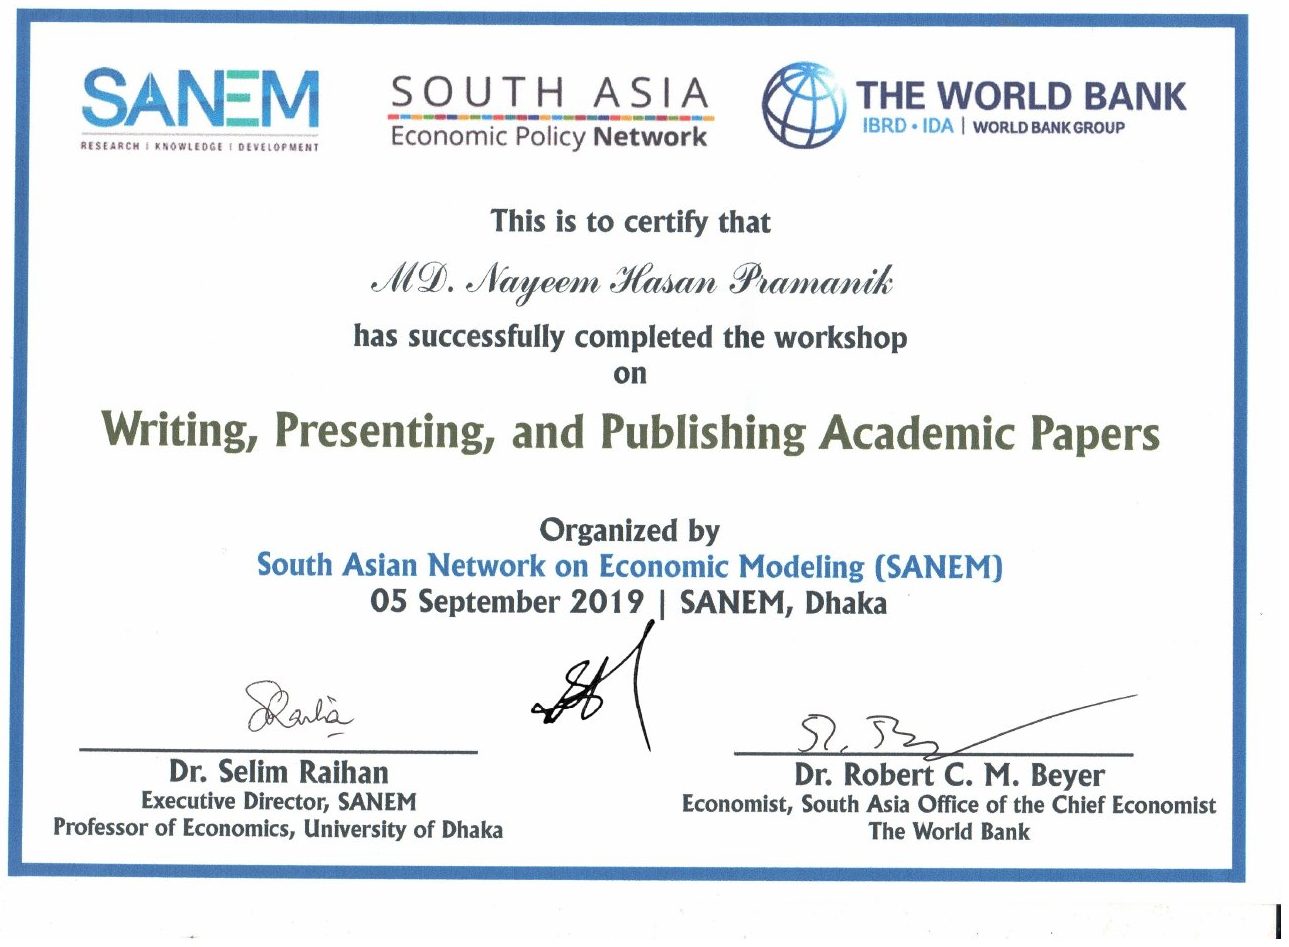 SANEM
RESEARCH | KNOWLEDGE | DEVELOPMENT
SOUTH ASIA
Economic Policy Network
THE WORLD BANK
IBRD • IDA | WORLD BANK GROUP
This is to certify that
MD. Nayeem Hasan Pramanik
has successfully completed the workshop
on
Writing, Presenting, and Publishing Academic Papers
Organized by
South Asian Network on Economic Modeling (SANEM)
05 September 2019 | SANEM, Dhaka
Dr. Selim Raihan
Executive Director, SANEM
Professor of Economics, University of Dhaka
Dr. Robert C. M. Beyer
Economist, South Asia Office of the Chief Economist
The World Bank